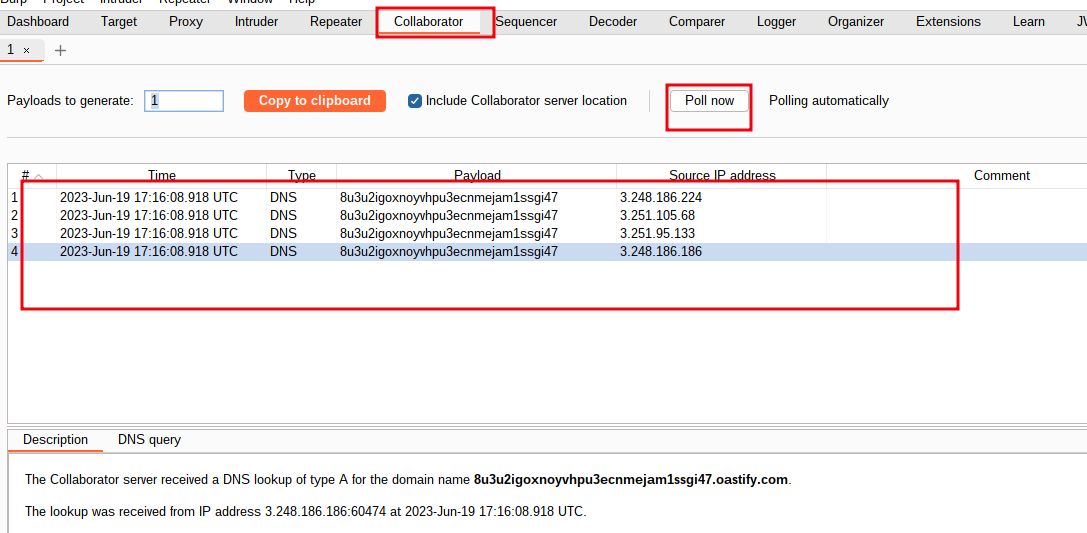 Burp Project Intruder Repeater Window Help
Dashboard Target Proxy Intruder Repeater Collaborator Sequencer Decoder Comparer Logger Organizer Extensions Learn
1 × +
Payloads to generate: 1 Copy to clipboard Include Collaborator server location Poll now Polling automatically
# Time Type Payload Source IP address Comment
1 2023-Jun-19 17:16:08.918 UTC DNS 8u3u2igoxnoyvhpu3ecnmejam1ssgi47 3.248.186.224
2 2023-Jun-19 17:16:08.918 UTC DNS 8u3u2igoxnoyvhpu3ecnmejam1ssgi47 3.251.105.68
3 2023-Jun-19 17:16:08.918 UTC DNS 8u3u2igoxnoyvhpu3ecnmejam1ssgi47 3.251.95.133
4 2023-Jun-19 17:16:08.918 UTC DNS 8u3u2igoxnoyvhpu3ecnmejam1ssgi47 3.248.186.186
Description DNS query
The Collaborator server received a DNS lookup of type A for the domain name 8u3u2igoxnoyvhpu3ecnmejam1ssgi47.oastify.com.
The lookup was received from IP address 3.248.186.186:60474 at 2023-Jun-19 17:16:08.918 UTC.